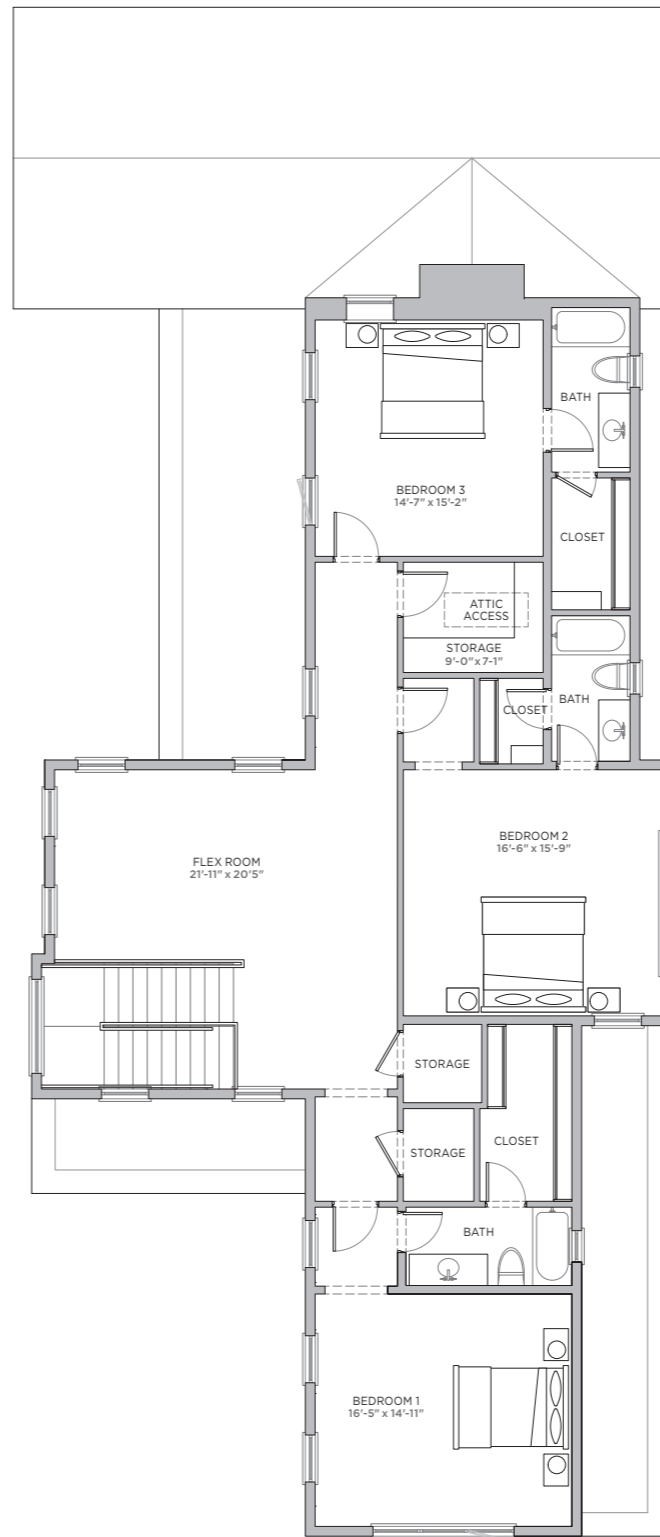 BATH
BEDROOM 3
14'-7" x 15'-2"
CLOSET
ATTIC
ACCESS
STORAGE
9'-0" x 7'-1"
CLOSET
BATH
BEDROOM 2
16'-6" x 15'-9"
FLEX ROOM
21'-11" x 20'5"
STORAGE
CLOSET
STORAGE
BATH
BEDROOM 1
16'-5" x 14'-11"